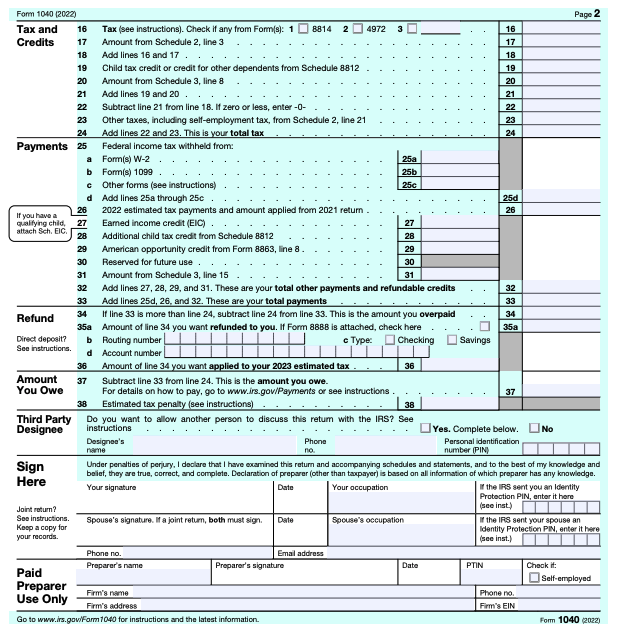 Form 1040 (2022) Page 2
Tax and Credits
16 Tax (see instructions). Check if any from Form(s): 1 8814 2 4972 3 . . 16
17 Amount from Schedule 2, line 3 17
18 Add lines 16 and 17 18
19 Child tax credit or credit for other dependents from Schedule 8812 19
20 Amount from Schedule 3, line 8 20
21 Add lines 19 and 20 21
22 Subtract line 21 from line 18. If zero or less, enter -0- 22
23 Other taxes, including self-employment tax, from Schedule 2, line 21 23
24 Add lines 22 and 23. This is your total tax 24
Payments
25 Federal income tax withheld from:
a Form(s) W-2 25a
b Form(s) 1099 25b
c Other forms (see instructions) 25c
d Add lines 25a through 25c 25d
If you have a qualifying child, attach Sch. EIC.
26 2022 estimated tax payments and amount applied from 2021 return 26
27 Earned income credit (EIC) 27
28 Additional child tax credit from Schedule 8812 28
29 American opportunity credit from Form 8863, line 8 29
30 Reserved for future use 30
31 Amount from Schedule 3, line 15 31
32 Add lines 27, 28, 29, and 31. These are your total other payments and refundable credits 32
33 Add lines 25d, 26, and 32. These are your total payments 33
Refund
34 If line 33 is more than line 24, subtract line 24 from line 33. This is the amount you overpaid 34
35a Amount of line 34 you want refunded to you. If Form 8888 is attached, check here 35a
Direct deposit? See instructions.
b Routing number c Type: Checking Savings
d Account number
36 Amount of line 34 you want applied to your 2023 estimated tax 36
Amount You Owe
37 Subtract line 33 from line 24. This is the amount you owe.
For details on how to pay, go to www.irs.gov/Payments or see instructions 37
38 Estimated tax penalty (see instructions) 38
Third Party Designee
Do you want to allow another person to discuss this return with the IRS? See
instructions Yes. Complete below. No
Designee's name Phone no. Personal identification number (PIN)
Sign Here
Under penalties of perjury, I declare that I have examined this return and accompanying schedules and statements, and to the best of my knowledge and
belief, they are true, correct, and complete. Declaration of preparer (other than taxpayer) is based on all information of which preparer has any knowledge.
Joint return? See instructions. Keep a copy for your records.
Your signature Date Your occupation If the IRS sent you an Identity Protection PIN, enter it here (see inst.)
Spouse's signature. If a joint return, both must sign. Date Spouse's occupation If the IRS sent your spouse an Identity Protection PIN, enter it here (see inst.)
Phone no. Email address
Paid Preparer Use Only
Preparer's name Preparer's signature Date PTIN Check if:
Self-employed
Firm's name Phone no.
Firm's address Firm's EIN
Go to www.irs.gov/Form1040 for instructions and the latest information. Form 1040 (2022)